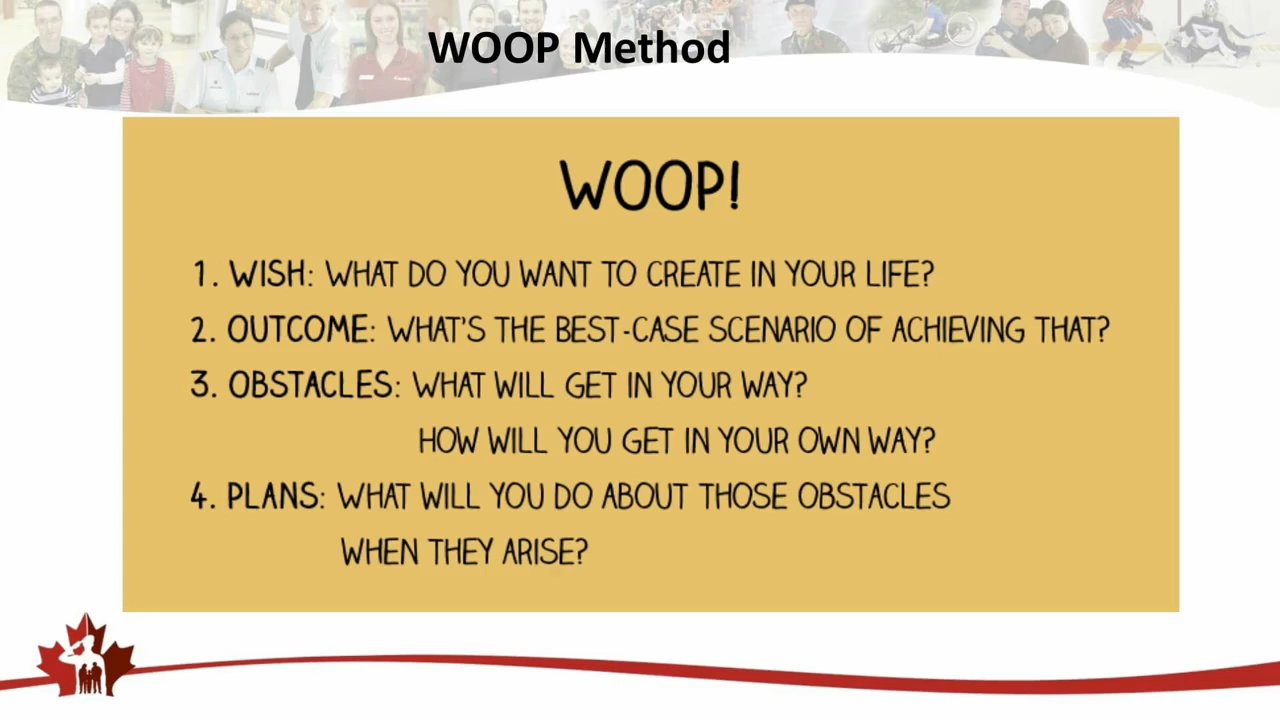 WOOP Method
WOOP!
1. WISH: WHAT DO YOU WANT TO CREATE IN YOUR LIFE?
2. OUTCOME: WHAT'S THE BEST-CASE SCENARIO OF ACHIEVING THAT?
3. OBSTACLES: WHAT WILL GET IN YOUR WAY?
HOW WILL YOU GET IN YOUR OWN WAY?
4. PLANS: WHAT WILL YOU DO ABOUT THOSE OBSTACLES
WHEN THEY ARISE?